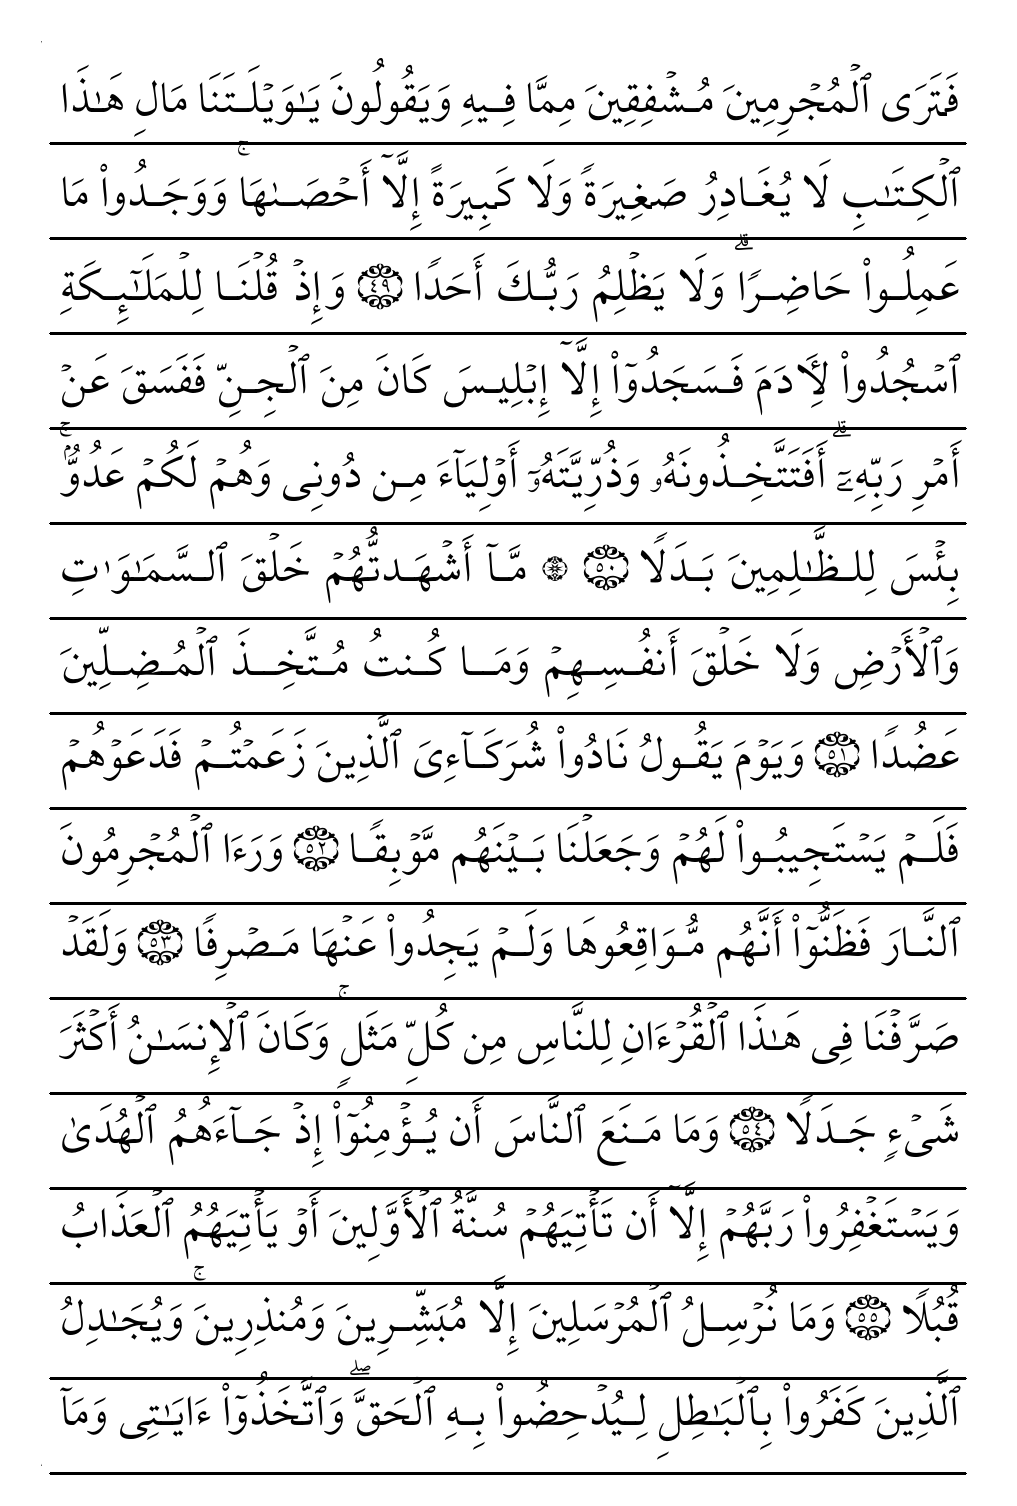 فَتَرَى ٱلْمُجْرِمِينَ مُشْفِقِينَ مِمَّا فِيهِ وَيَقُولُونَ يَٰوَيْلَتَنَا مَالِ هَٰذَا
ٱلْكِتَٰبِ لَا يُغَادِرُ صَغِيرَةً وَلَا كَبِيرَةً إِلَّآ أَحْصَىٰهَا ۚ وَوَجَدُوا۟ مَا
عَمِلُوا۟ حَاضِرًا ۗ وَلَا يَظْلِمُ رَبُّكَ أَحَدًا ۝٤٩ وَإِذْ قُلْنَا لِلْمَلَٰٓئِكَةِ
ٱسْجُدُوا۟ لِـَٔادَمَ فَسَجَدُوٓا۟ إِلَّآ إِبْلِيسَ كَانَ مِنَ ٱلْجِنِّ فَفَسَقَ عَنْ
أَمْرِ رَبِّهِۦٓ ۗ أَفَتَتَّخِذُونَهُۥ وَذُرِّيَّتَهُۥٓ أَوْلِيَآءَ مِن دُونِى وَهُمْ لَكُمْ عَدُوٌّۢ ۚ
بِئْسَ لِلظَّٰلِمِينَ بَدَلًا ۝٥٠ ۞ مَّآ أَشْهَدتُّهُمْ خَلْقَ ٱلسَّمَٰوَٰتِ
وَٱلْأَرْضِ وَلَا خَلْقَ أَنفُسِهِمْ وَمَا كُنتُ مُتَّخِذَ ٱلْمُضِلِّينَ
عَضُدًا ۝٥١ وَيَوْمَ يَقُولُ نَادُوا۟ شُرَكَآءِىَ ٱلَّذِينَ زَعَمْتُمْ فَدَعَوْهُمْ
فَلَمْ يَسْتَجِيبُوا۟ لَهُمْ وَجَعَلْنَا بَيْنَهُم مَّوْبِقًا ۝٥٢ وَرَءَا ٱلْمُجْرِمُونَ
ٱلنَّارَ فَظَنُّوٓا۟ أَنَّهُم مُّوَاقِعُوهَا وَلَمْ يَجِدُوا۟ عَنْهَا مَصْرِفًا ۝٥٣ وَلَقَدْ
صَرَّفْنَا فِى هَٰذَا ٱلْقُرْءَانِ لِلنَّاسِ مِن كُلِّ مَثَلٍ ۚ وَكَانَ ٱلْإِنسَٰنُ أَكْثَرَ
شَىْءٍ جَدَلًا ۝٥٤ وَمَا مَنَعَ ٱلنَّاسَ أَن يُؤْمِنُوٓا۟ إِذْ جَآءَهُمُ ٱلْهُدَىٰ
وَيَسْتَغْفِرُوا۟ رَبَّهُمْ إِلَّآ أَن تَأْتِيَهُمْ سُنَّةُ ٱلْأَوَّلِينَ أَوْ يَأْتِيَهُمُ ٱلْعَذَابُ
قُبُلًا ۝٥٥ وَمَا نُرْسِلُ ٱلْمُرْسَلِينَ إِلَّا مُبَشِّرِينَ وَمُنذِرِينَ ۚ وَيُجَٰدِلُ
ٱلَّذِينَ كَفَرُوا۟ بِٱلْبَٰطِلِ لِيُدْحِضُوا۟ بِهِ ٱلْحَقَّ ۖ وَٱتَّخَذُوٓا۟ ءَايَٰتِى وَمَآ